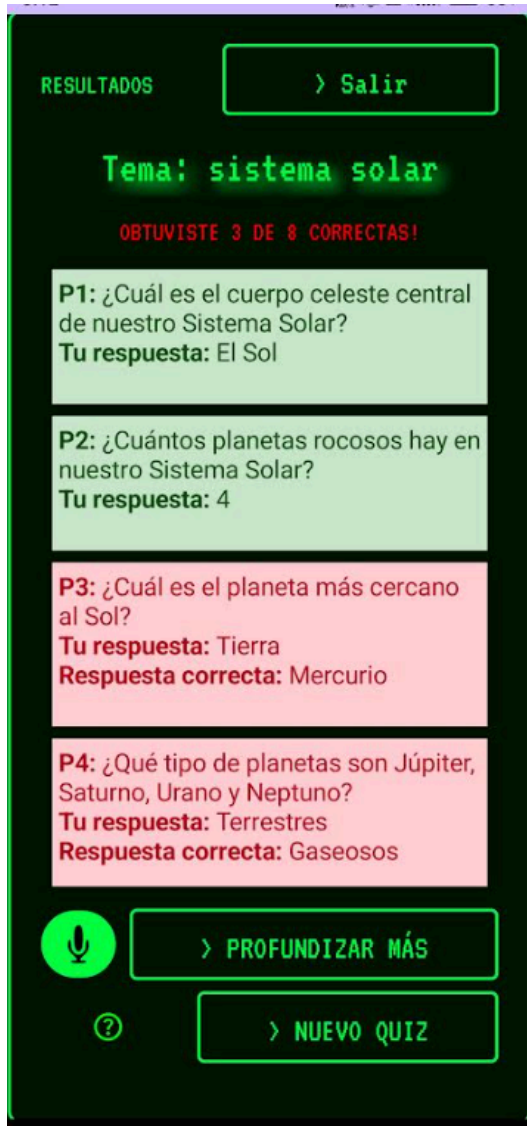 RESULTADOS
> Salir
Tema: sistema solar
OBTUVISTE 3 DE 8 CORRECTAS!
P1: ¿Cuál es el cuerpo celeste central
de nuestro Sistema Solar?
Tu respuesta: El Sol
P2: ¿Cuántos planetas rocosos hay en
nuestro Sistema Solar?
Tu respuesta: 4
P3: ¿Cuál es el planeta más cercano
al Sol?
Tu respuesta: Tierra
Respuesta correcta: Mercurio
P4: ¿Qué tipo de planetas son Júpiter,
Saturno, Urano y Neptuno?
Tu respuesta: Terrestres
Respuesta correcta: Gaseosos
> PROFUNDIZAR MÁS
?
> NUEVO QUIZ